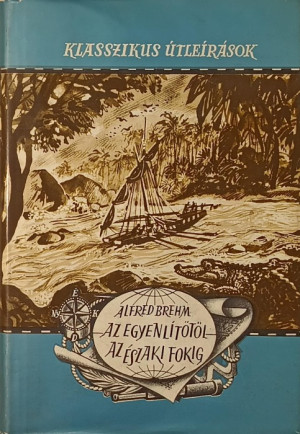 KLASSZIKUS ÚTLEÍRÁSOK
ALFRED BREHM
AZ EGYENLÍTŐTŐL
AZ ÉSZAKI FOKIG